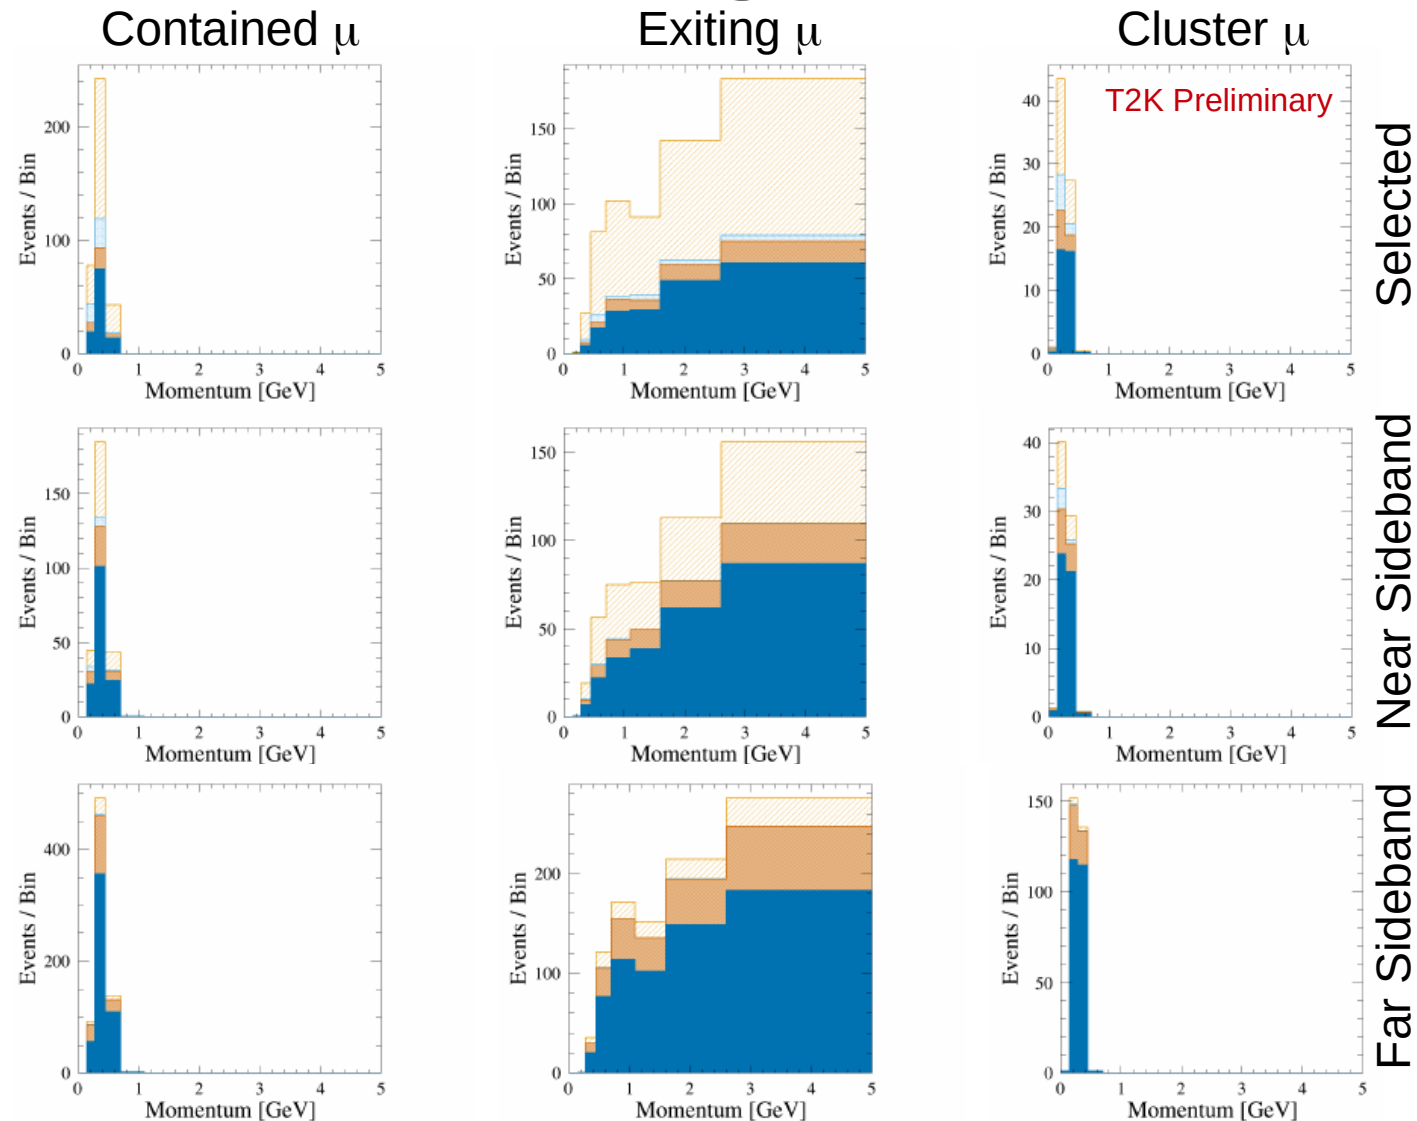 Contained μ
Exiting μ
Cluster μ
Events / Bin
200
100
0
0 1 2 3 4 5
Momentum [GeV]
Events / Bin
150
100
50
0
0 1 2 3 4 5
Momentum [GeV]
T2K Preliminary
Events / Bin
40
30
20
10
0
0 1 2 3 4 5
Momentum [GeV]
Selected
Events / Bin
150
100
50
0
0 1 2 3 4 5
Momentum [GeV]
Events / Bin
150
100
50
0
0 1 2 3 4 5
Momentum [GeV]
Events / Bin
40
30
20
10
0
0 1 2 3 4 5
Momentum [GeV]
Near Sideband
Events / Bin
400
200
0
0 1 2 3 4 5
Momentum [GeV]
Events / Bin
200
100
0
0 1 2 3 4 5
Momentum [GeV]
Events / Bin
150
100
50
0
0 1 2 3 4 5
Momentum [GeV]
Far Sideband